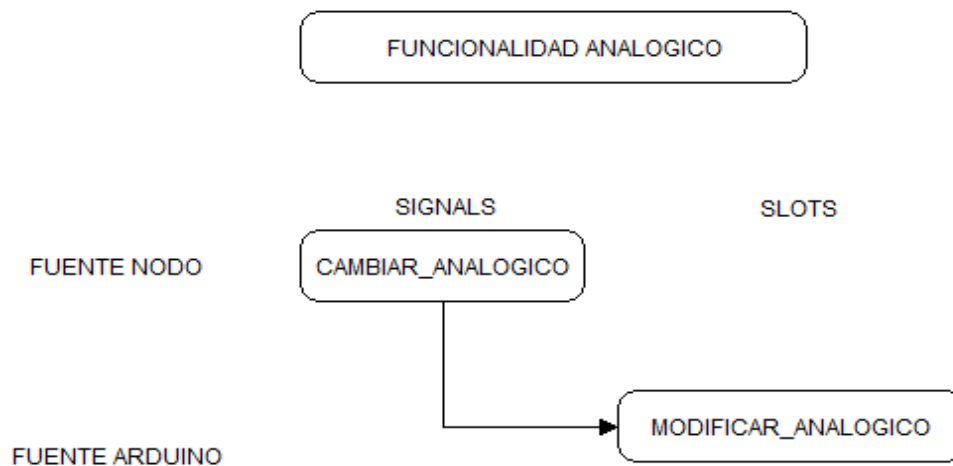 FUNCIONALIDAD ANALOGICO
SIGNALS
SLOTS
FUENTE NODO
CAMBIAR_ANALOGICO
MODIFICAR_ANALOGICO
FUENTE ARDUINO